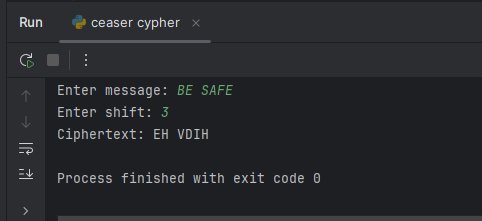 Run
ceaser cypher
Enter message: BE SAFE
Enter shift: 3
Ciphertext: EH VDIH
Process finished with exit code 0